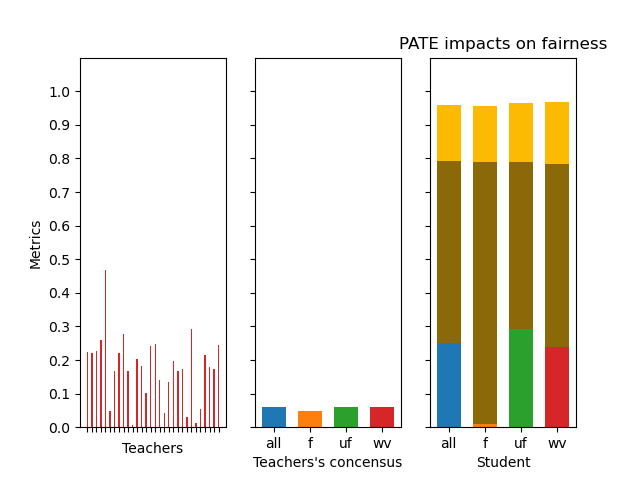 PATE impacts on fairness
Metrics
1.0
0.9
0.8
0.7
0.6
0.5
0.4
0.3
0.2
0.1
0.0
Teachers
all f uf wv
Teachers's concensus
all f uf wv
Student